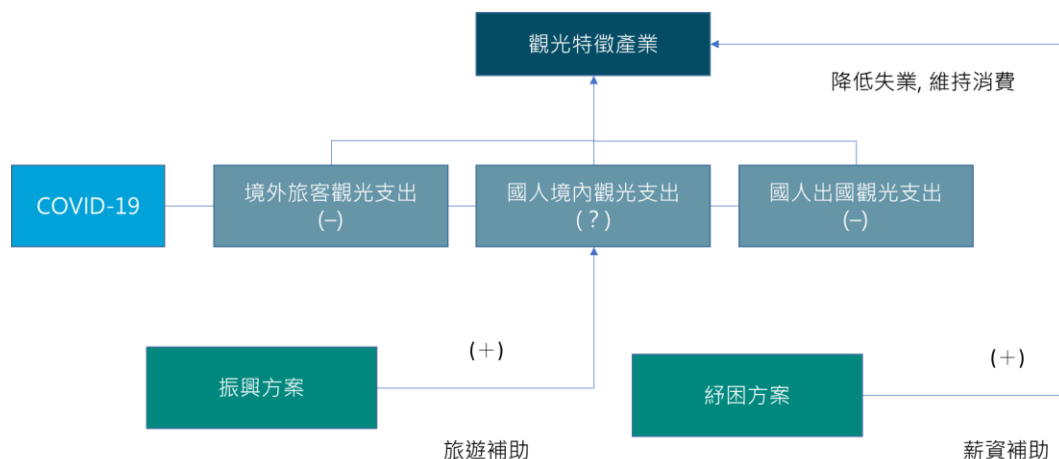 觀光特徵產業
降低失業, 維持消費
COVID-19
境外旅客觀光支出
(–)
國人境內觀光支出
(？)
國人出國觀光支出
(–)
(＋)
(＋)
振興方案
紓困方案
旅遊補助
薪資補助